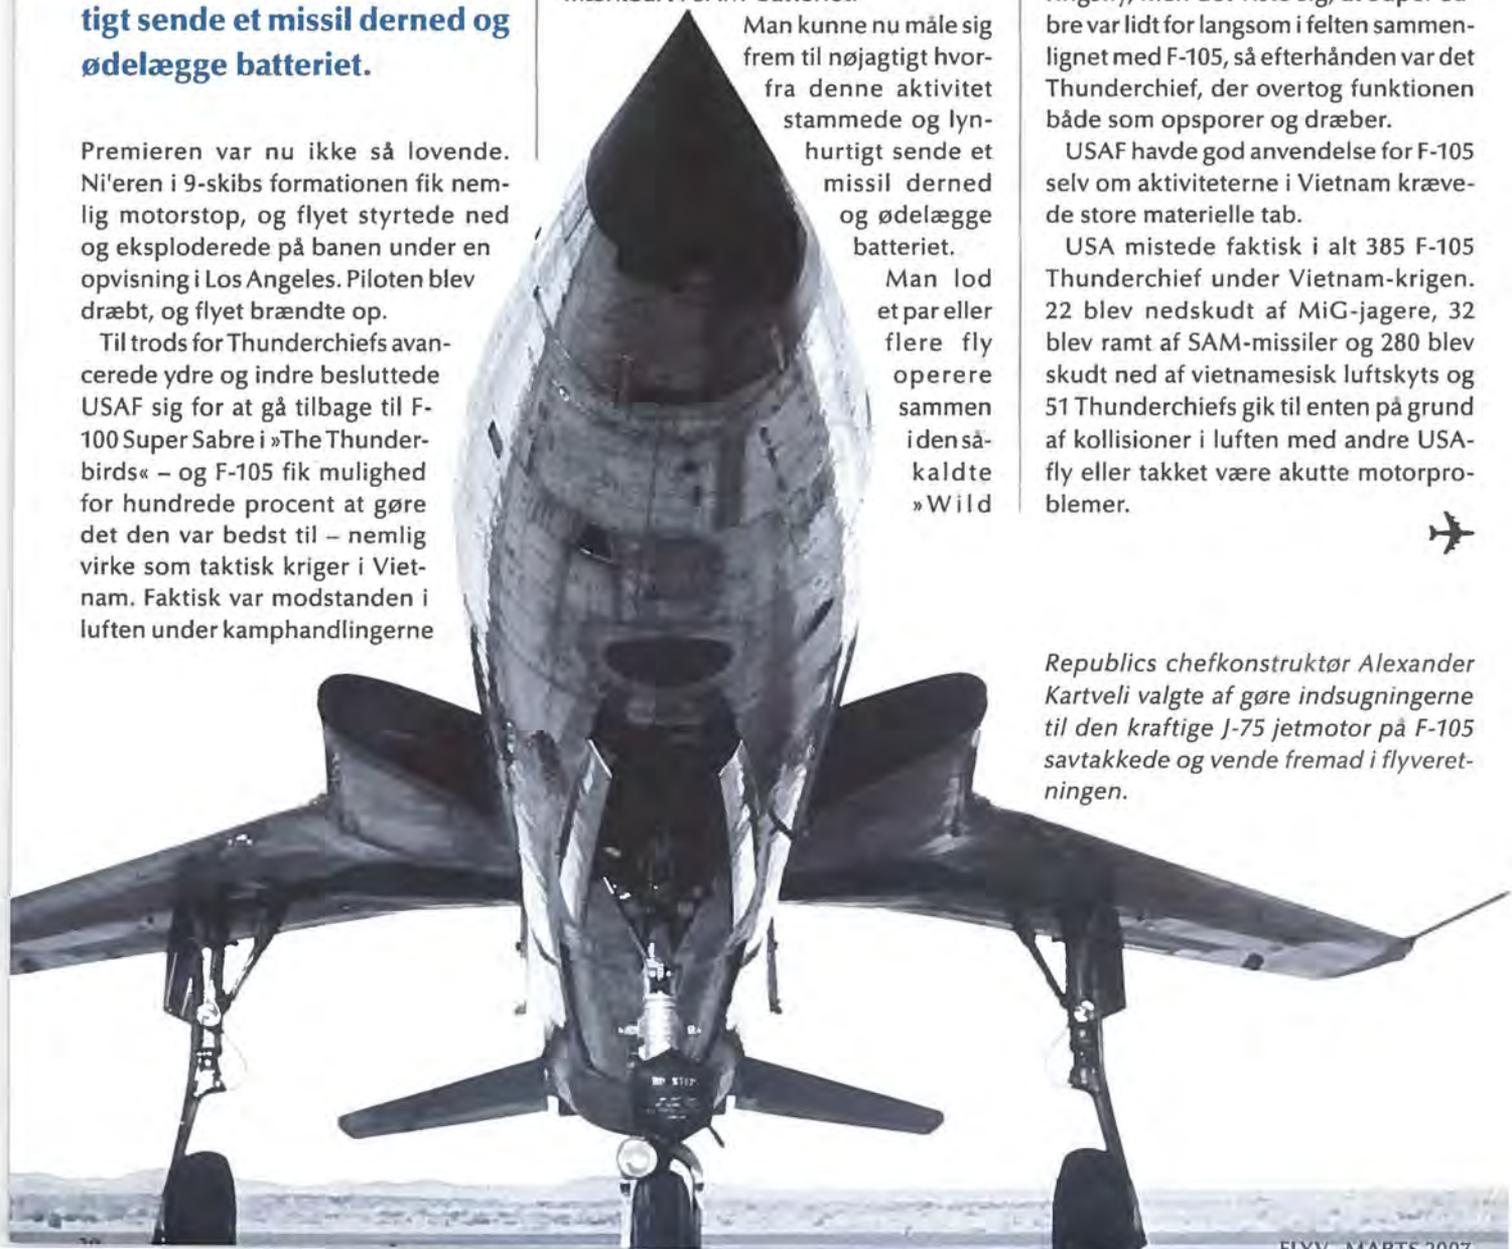 tigt sende et missil derned og
ødelægge batteriet.
Premieren var nu ikke så lovende.
Ni'eren i 9-skibs formationen fik nem-
lig motorstop, og flyet styrtede ned
og eksploderede på banen under en
opvisning i Los Angeles. Piloten blev
dræbt, og flyet brændte op.
Til trods for Thunderchiefs avan-
cerede ydre og indre besluttede
USAF sig for at gå tilbage til F-
100 Super Sabre i »The Thunder-
birds« – og F-105 fik mulighed
for hundrede procent at gøre
det den var bedst til – nemlig
virke som taktisk kriger i Viet-
nam. Faktisk var modstanden i
luften under kamphandlingerne
Man kunne nu måle sig
frem til nøjagtigt hvor-
fra denne aktivitet
stammede og lyn-
hurtigt sende et
missil derned
og ødelægge
batteriet.
Man lod
et par eller
flere fly
operere
sammen
i den så-
kaldte
»Wild
bre var lidt for langsom i felten sammen-
lignet med F-105, så efterhånden var det
Thunderchief, der overtog funktionen
både som opsporer og dræber.
USAF havde god anvendelse for F-105
selv om aktiviteterne i Vietnam kræve-
de store materielle tab.
USA mistede faktisk i alt 385 F-105
Thunderchief under Vietnam-krigen.
22 blev nedskudt af MiG-jagere, 32
blev ramt af SAM-missiler og 280 blev
skudt ned af vietnamesisk luftskyts og
51 Thunderchiefs gik til enten på grund
af kollisioner i luften med andre USA-
fly eller takket være akutte motorpro-
blemer.
Republics chefkonstruktør Alexander
Kartveli valgte af gøre indsugningerne
til den kraftige J-75 jetmotor på F-105
savtakkede og vende fremad i flyveret-
ningen.
MARTS 2007